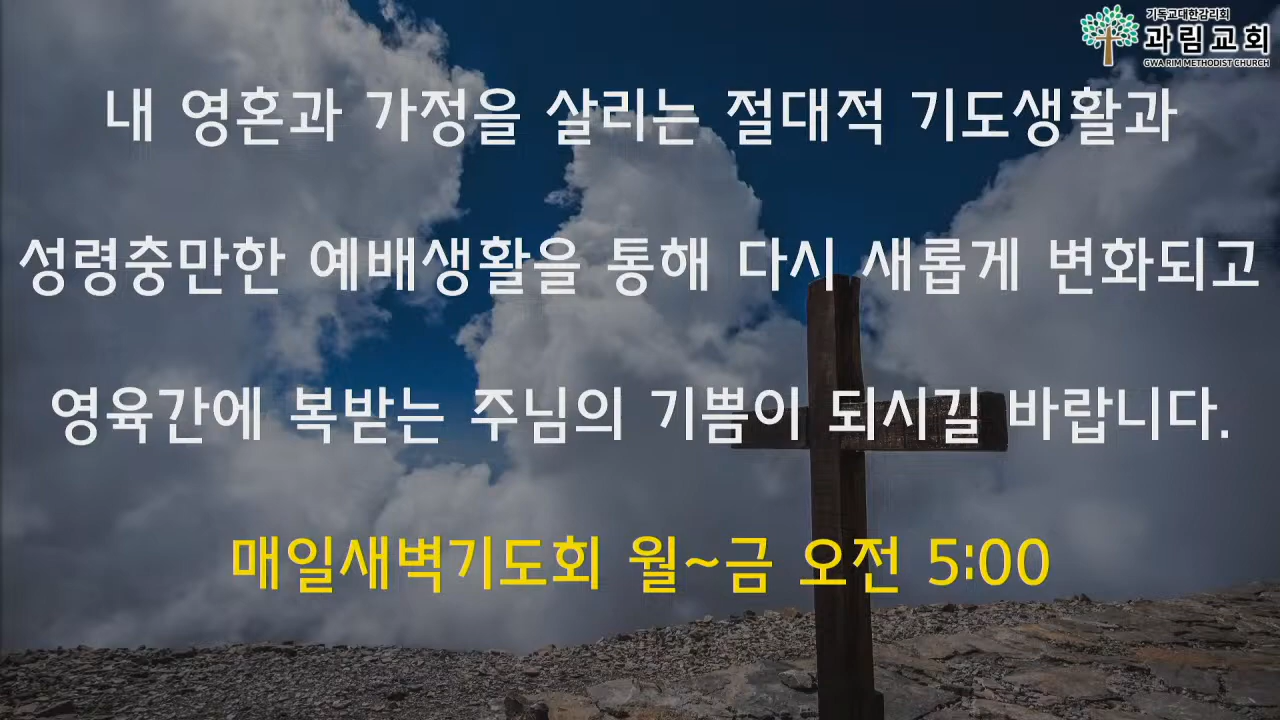 기독교대한감리회
과림교회
GWA RIM METHODIST CHURCH
내 영혼과 가정을 살리는 절대적 기도생활과
성령충만한 예배생활을 통해 다시 새롭게 변화되고
영육간에 복받는 주님의 기쁨이 되시길 바랍니다.
매일새벽기도회 월~금 오전 5:00